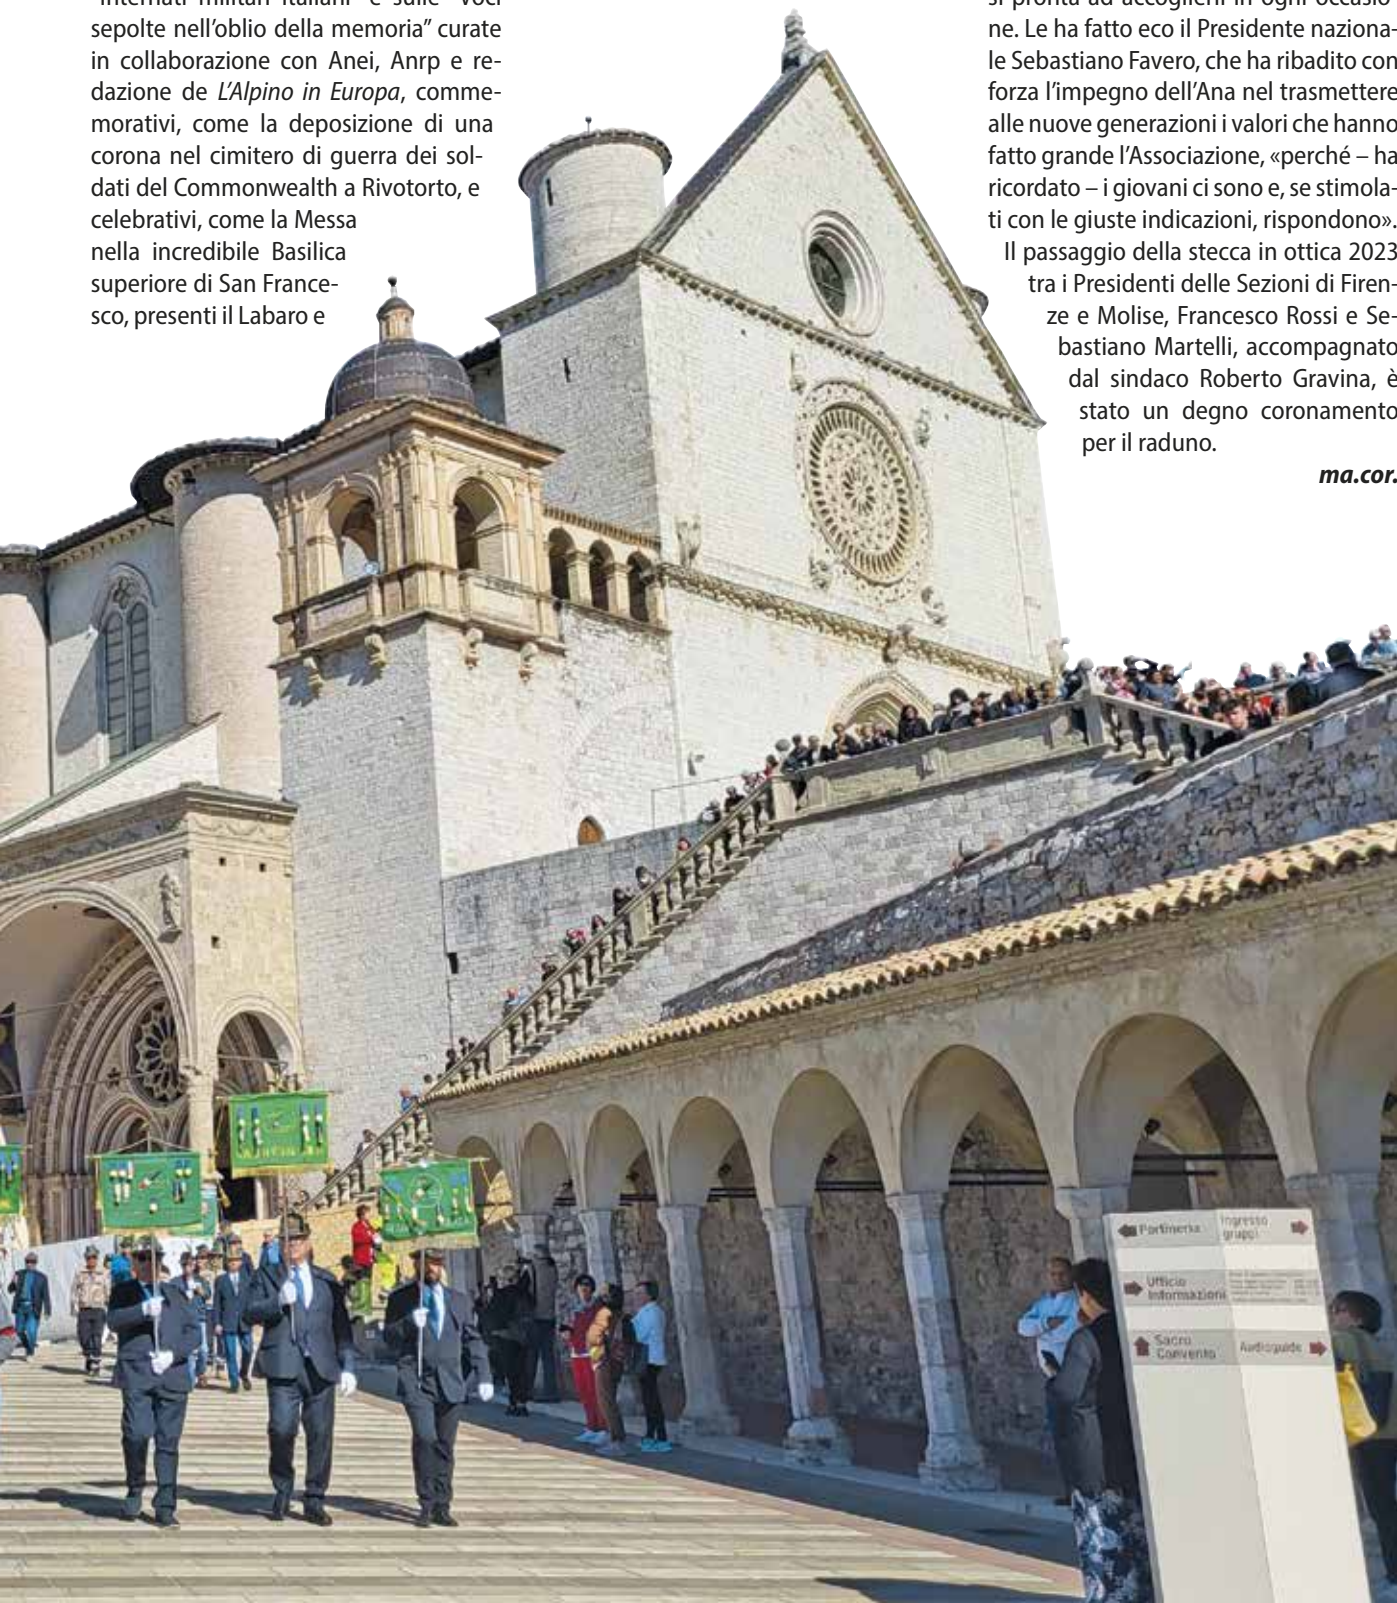 "Internati militari italiani" e sulle "Voci
sepolte nell'oblio della memoria" curate
in collaborazione con Anei, Anrp e re-
dazione de L'Alpino in Europa, comme-
morativi, come la deposizione di una
corona nel cimitero di guerra dei sol-
dati del Commonwealth a Rivotorto, e
celebrativi, come la Messa
nella incredibile Basilica
superiore di San France-
sco, presenti il Labaro e
si pronta ad accoglierli in ogni occasio-
ne. Le ha fatto eco il Presidente naziona-
le Sebastiano Favero, che ha ribadito con
forza l'impegno dell'Ana nel trasmettere
alle nuove generazioni i valori che hanno
fatto grande l'Associazione, «perché – ha
ricordato – i giovani ci sono e, se stimola-
ti con le giuste indicazioni, rispondono».
Il passaggio della stecca in ottica 2023
tra i Presidenti delle Sezioni di Firen-
ze e Molise, Francesco Rossi e Se-
bastiano Martelli, accompagnato
dal sindaco Roberto Gravina, è
stato un degno coronamento
per il raduno.
ma.cor.
Portineria
Ingresso
gruppi
Ufficio
Informazioni
Sacro
Convento
Audioguide